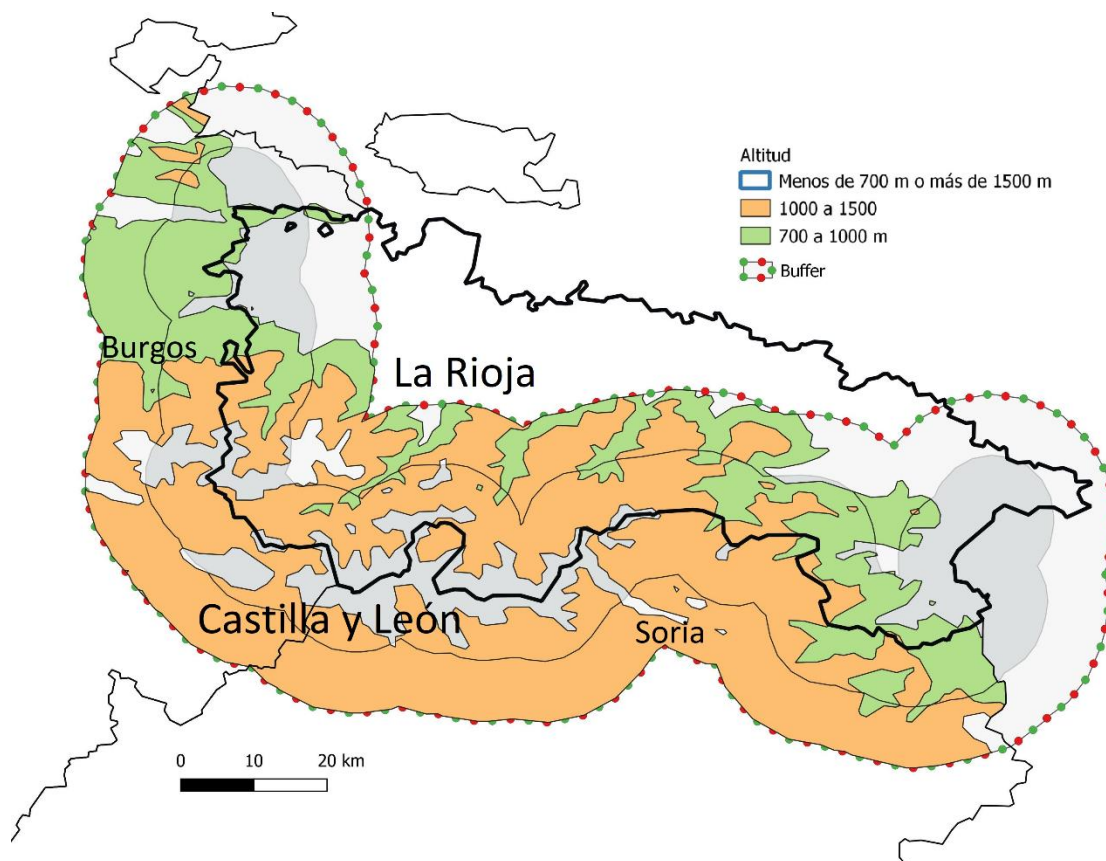 Altitud
Menos de 700 m o más de 1500 m
1000 a 1500
700 a 1000 m
Buffer
Burgos
La Rioja
Castilla y León
Soria
0 10 20 km